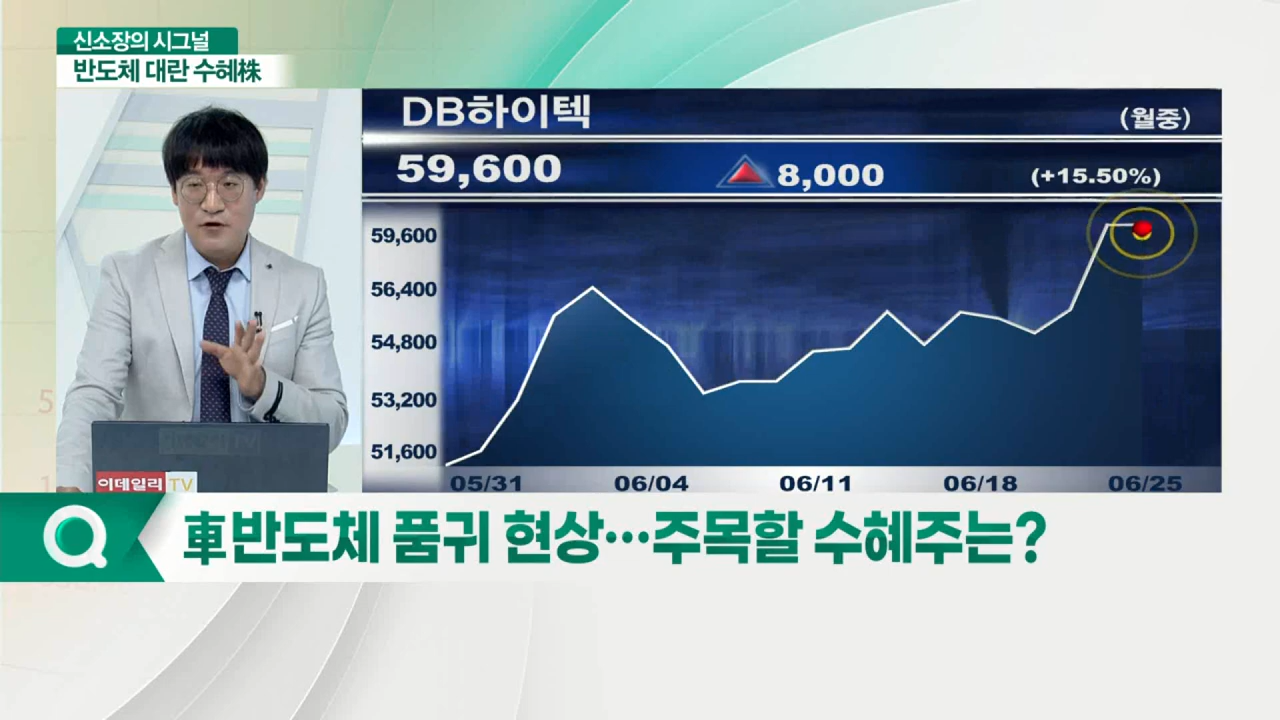 신소장의 시그널
반도체 대란 수혜株
DB하이텍
(월중)
59,600
8,000
(+15.50%)
59,600
56,400
54,800
53,200
51,600
05/31
06/04
06/11
06/18
06/25
이데일리 TV
車반도체 품귀 현상…주목할 수혜주는?